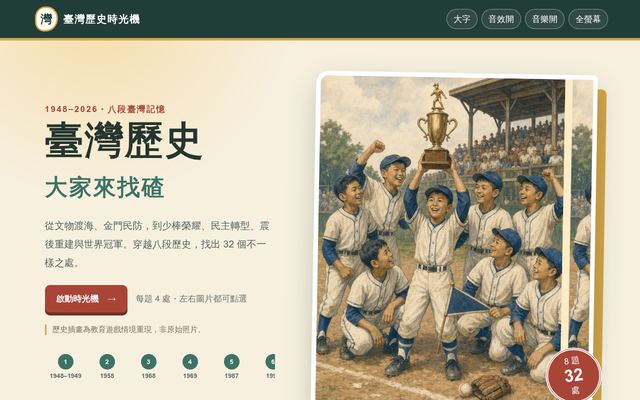 灣 臺灣歷史時光機
大字 音效開 音樂開 全螢幕
1948–2026・八段臺灣記憶
臺灣歷史
大家來找碴
從文物渡海、金門民防，到少棒榮耀、民主轉型、震
後重建與世界冠軍。穿越八段歷史，找出 32 個不一
樣之處。
啟動時光機 → 每題 4 處・左右圖片都可點選
歷史插畫為教育遊戲情境重現，非原始照片。
1 2 3 4 5 6
1948–1949 1958 1968 1969 1987 199
8 題
32
處